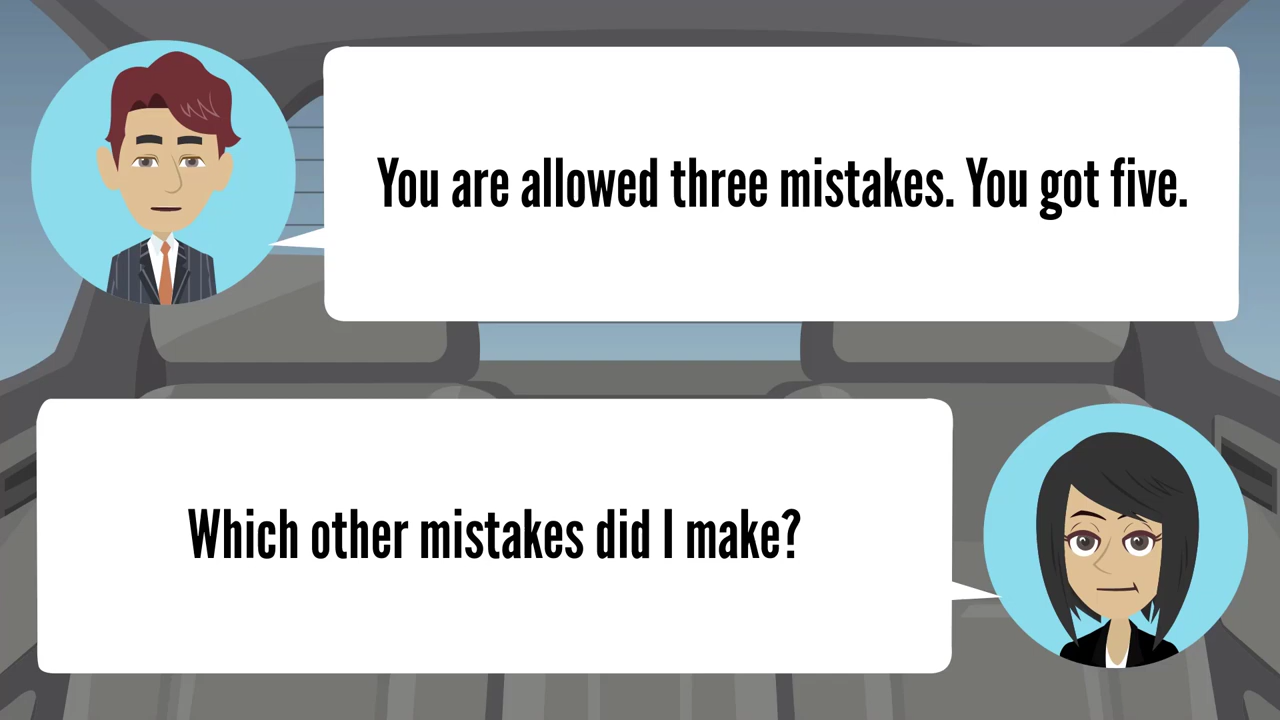 You are allowed three mistakes. You got five.
Which other mistakes did I make?